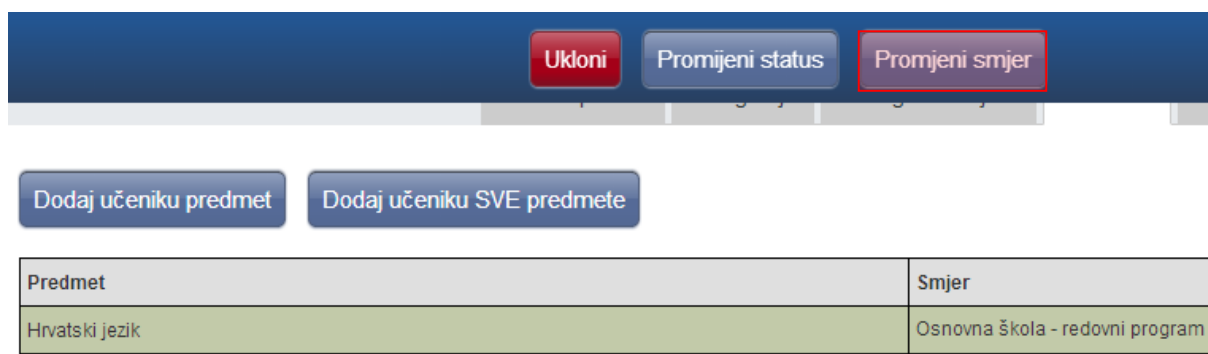 Ukloni Promijeni status Promjeni smjer
Dodaj učeniku predmet Dodaj učeniku SVE predmete
Predmet Smjer
Hrvatski jezik Osnovna škola - redovni program